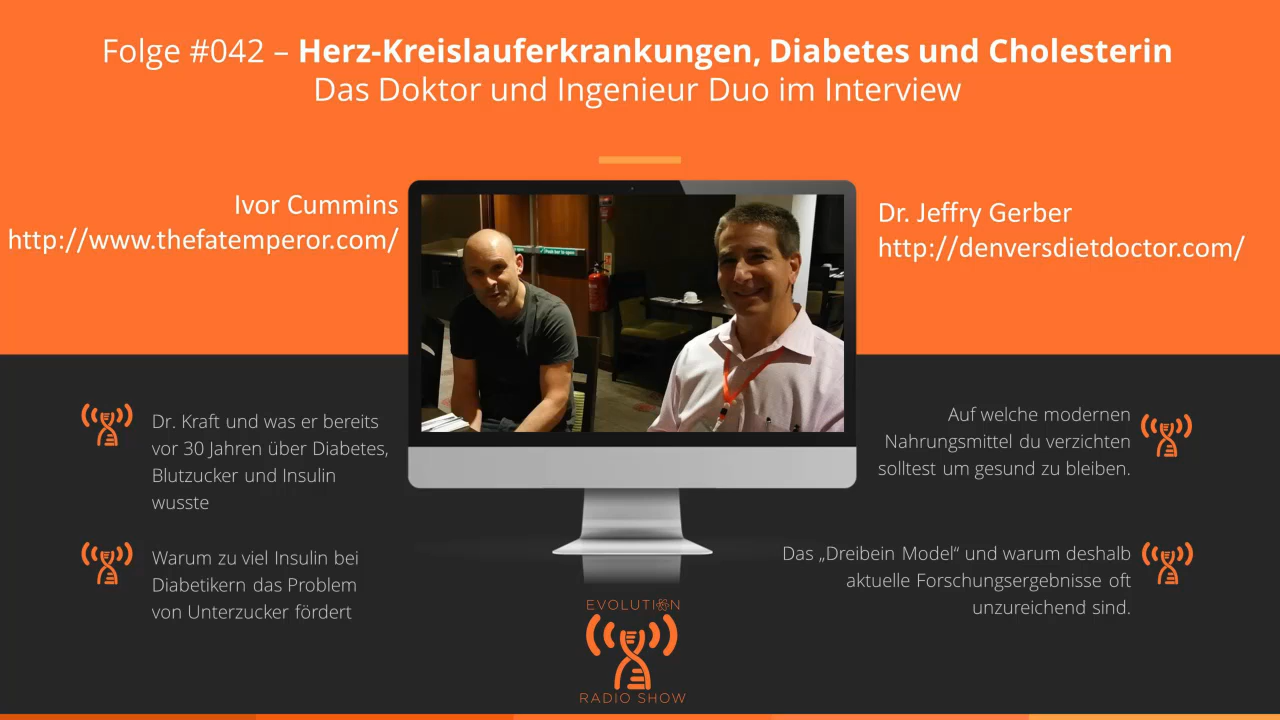 Folge #042 – Herz-Kreislauferkrankungen, Diabetes und Cholesterin
Das Doktor und Ingenieur Duo im Interview
Ivor Cummins
http://www.thefatemperor.com/
Dr. Jeffry Gerber
http://denversdietdoctor.com/
Dr. Kraft und was er bereits
vor 30 Jahren über Diabetes,
Blutzucker und Insulin
wusste
Warum zu viel Insulin bei
Diabetikern das Problem
von Unterzucker fördert
Auf welche modernen
Nahrungsmittel du verzichten
solltest um gesund zu bleiben.
Das „Dreibein Model“ und warum deshalb
aktuelle Forschungsergebnisse oft
unzureichend sind.
EVOLUTION
RADIO SHOW